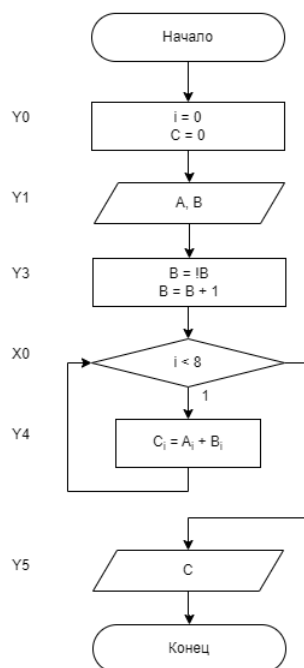 Начало
Y0
i = 0
C = 0
Y1
A, B
Y3
B = !B
B = B + 1
X0
i < 8
1
Y4
Cᵢ = Aᵢ + Bᵢ
Y5
C
Конец